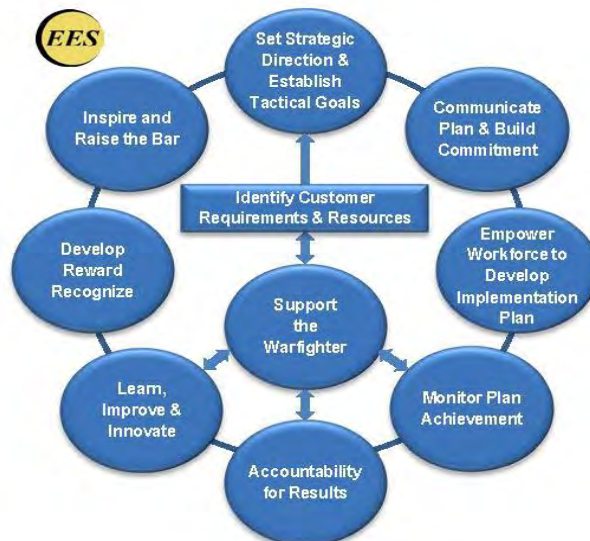 EES
Set Strategic
Direction &
Establish
Tactical Goals
Communicate
Plan & Build
Commitment
Empower
Workforce to
Develop
Implementation
Plan
Monitor Plan
Achievement
Accountability
for Results
Learn,
Improve &
Innovate
Develop
Reward
Recognize
Inspire and
Raise the Bar
Identify Customer
Requirements & Resources
Support
the
Warfighter